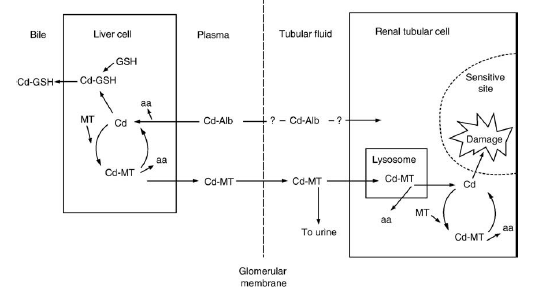 Bile
Liver cell
Plasma
Tubular fluid
Renal tubular cell
GSH
Cd-GSH
Cd-GSH
Sensitive
site
aa
MT
Cd
Cd-Alb
? – Cd-Alb – ?
Damage
Lysosome
aa
Cd-MT
Cd-MT
Cd-MT
Cd-MT
Cd
aa
MT
aa
To urine
Cd-MT
Glomerular
membrane